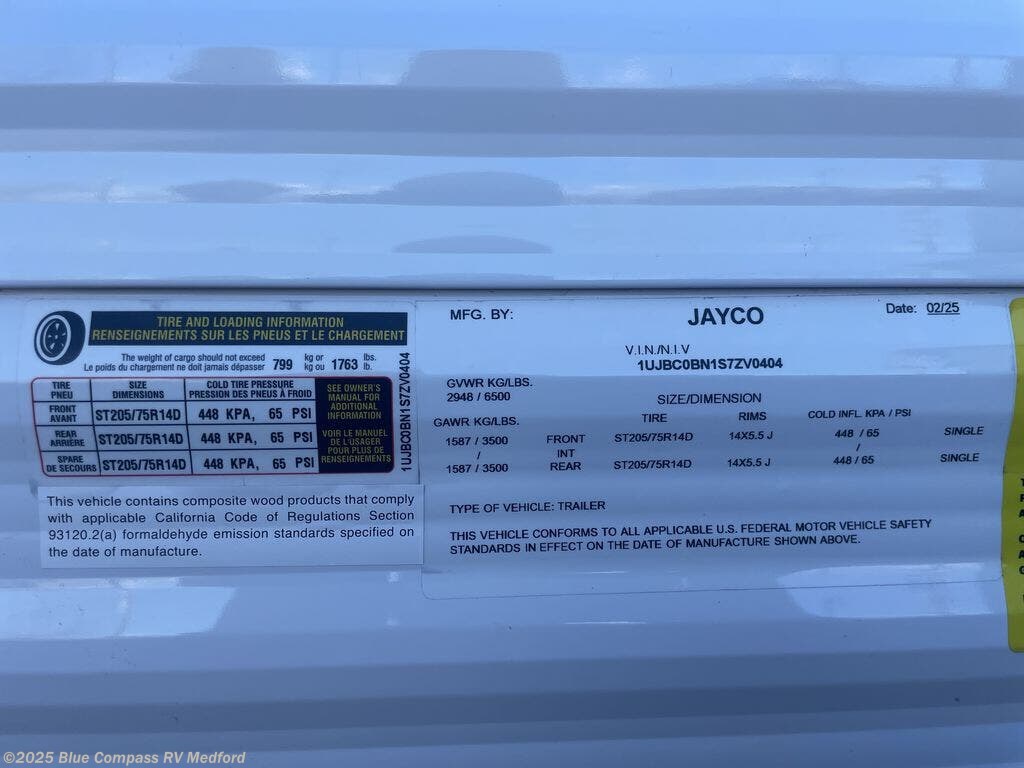 TIRE AND LOADING INFORMATION
RENSEIGNEMENTS SUR LES PNEUS ET LE CHARGEMENT
The weight of cargo should not exceed 799 kg or 1763 lbs.
Le poids du chargement ne doit jamais dépasser kg ou lb.
TIRE PNEU SIZE DIMENSIONS COLD TIRE PRESSURE PRESSION DES PNEUS À FROID
FRONT AVANT ST205/75R14D 448 KPA, 65 PSI
REAR ARRIÈRE ST205/75R14D 448 KPA, 65 PSI
SPARE DE SECOURS ST205/75R14D 448 KPA, 65 PSI
SEE OWNER'S
MANUAL FOR
ADDITIONAL
INFORMATION
VOIR LE MANUEL
DE L'USAGER
POUR PLUS DE
RENSEIGNEMENTS
1UJBC0BN1S7ZV0404
This vehicle contains composite wood products that comply
with applicable California Code of Regulations Section
93120.2(a) formaldehyde emission standards specified on
the date of manufacture.
MFG. BY: JAYCO Date: 02/25
V.I.N./N.I.V
1UJBC0BN1S7ZV0404
GVWR KG/LBS.
2948 / 6500
SIZE/DIMENSION
GAWR KG/LBS. TIRE RIMS COLD INFL. KPA / PSI
1587 / 3500 FRONT ST205/75R14D 14X5.5 J 448 / 65 SINGLE
/ INT /
1587 / 3500 REAR ST205/75R14D 14X5.5 J 448 / 65 SINGLE
TYPE OF VEHICLE: TRAILER
THIS VEHICLE CONFORMS TO ALL APPLICABLE U.S. FEDERAL MOTOR VEHICLE SAFETY
STANDARDS IN EFFECT ON THE DATE OF MANUFACTURE SHOWN ABOVE.
©2025 Blue Compass RV Medford